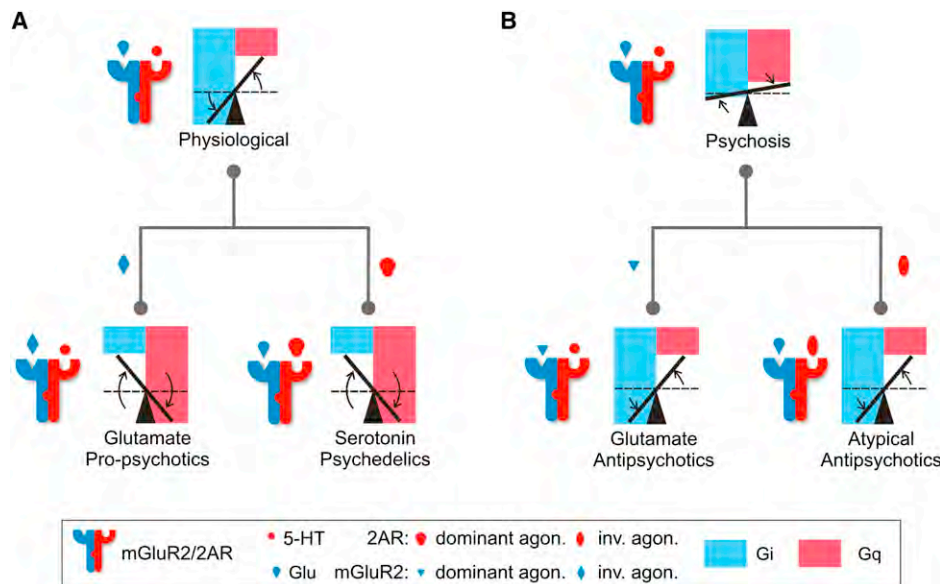 A
B
Physiological
Psychosis
Glutamate
Pro-psychotics
Serotonin
Psychedelics
Glutamate
Antipsychotics
Atypical
Antipsychotics
mGluR2/2AR
5-HT 2AR: dominant agon. inv. agon.
Glu mGluR2: dominant agon. inv. agon.
Gi Gq